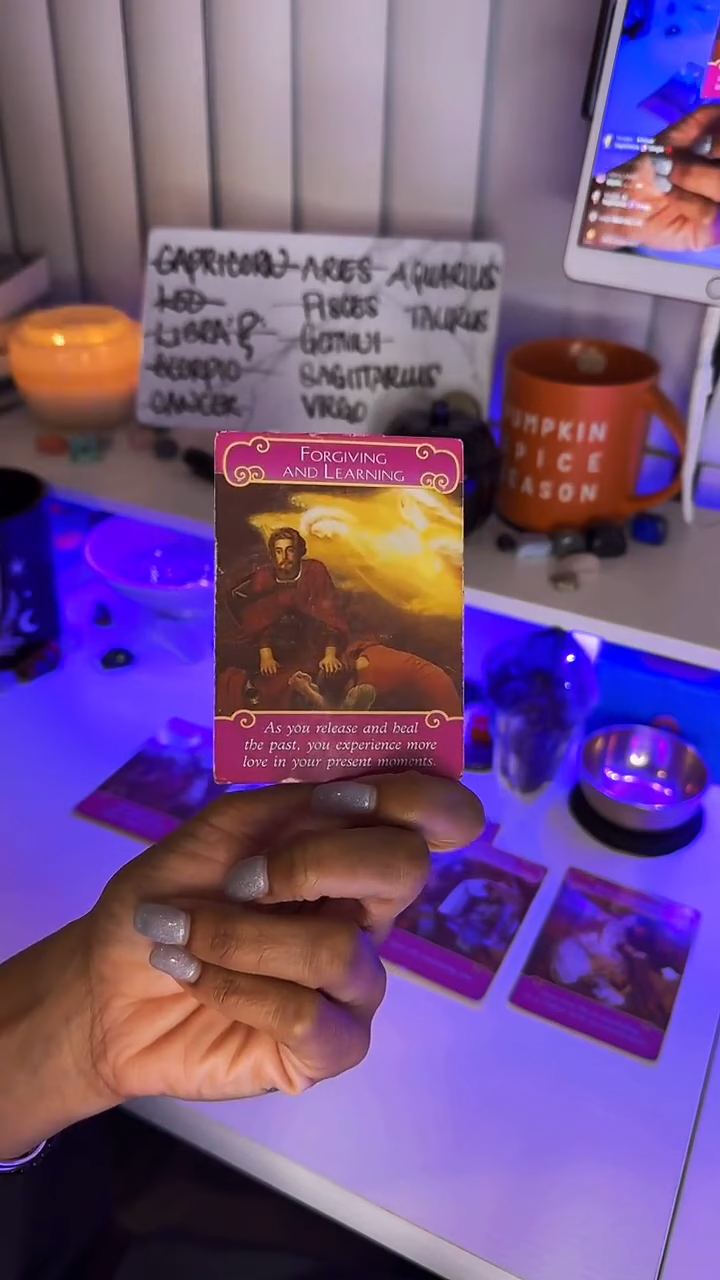 CAPRICORN ARIES AQUARIUS
LEO PISCES TAURUS
LIBRA? GEMINI
SCORPIO SAGITTARIUS
CANCER VIRGO
PUMPKIN
SPICE
SEASON
FORGIVING
AND LEARNING
As you release and heal
the past, you experience more
love in your present moments.